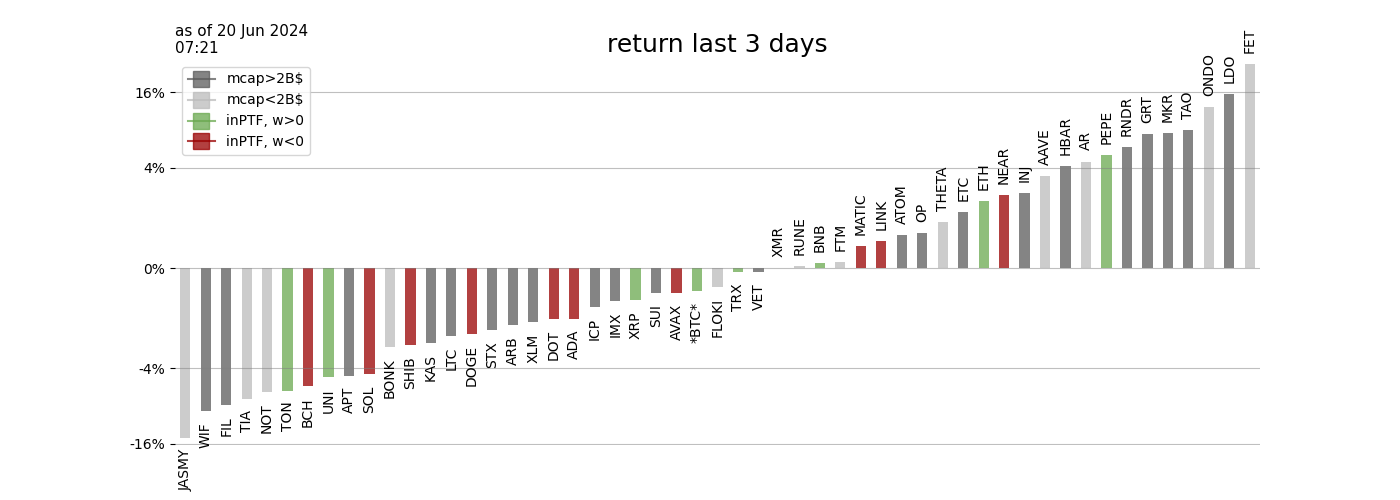 as of 20 Jun 2024
07:21
return last 3 days
mcap>2B$
mcap<2B$
inPTF, w>0
inPTF, w<0
16%
4%
0%
-4%
-16%
JASMY
WIF
FIL
TIA
NOT
TON
BCH
UNI
APT
SOL
BONK
SHIB
KAS
LTC
DOGE
STX
ARB
XLM
DOT
ADA
ICP
IMX
XRP
SUI
AVAX
*BTC*
FLOKI
TRX
VET
XMR
RUNE
BNB
FTM
MATIC
LINK
ATOM
OP
THETA
ETC
ETH
NEAR
INJ
AAVE
HBAR
AR
PEPE
RNDR
GRT
MKR
TAO
ONDO
LDO
FET